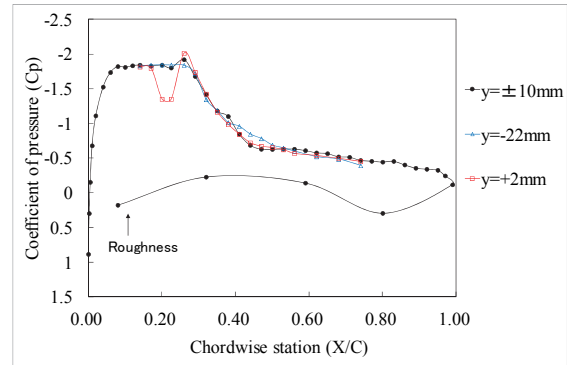 Coefficient of pressure (Cp)
-2.5
-2
-1.5
-1
-0.5
0
0.5
1
1.5
Roughness
0.00 0.20 0.40 0.60 0.80 1.00
Chordwise station (X/C)
y=±10mm
y=-22mm
y=+2mm